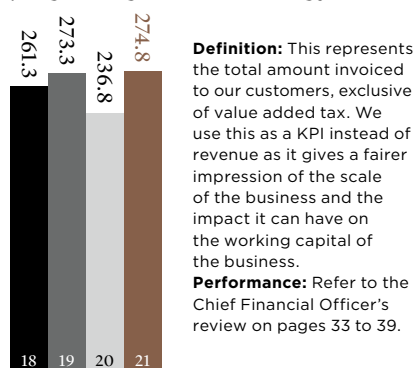 261.3
273.3
236.8
274.8
18
19
20
21
Definition: This represents
the total amount invoiced
to our customers, exclusive
of value added tax. We
use this as a KPI instead of
revenue as it gives a fairer
impression of the scale
of the business and the
impact it can have on
the working capital of
the business.
Performance: Refer to the
Chief Financial Officer’s
review on pages 33 to 39.